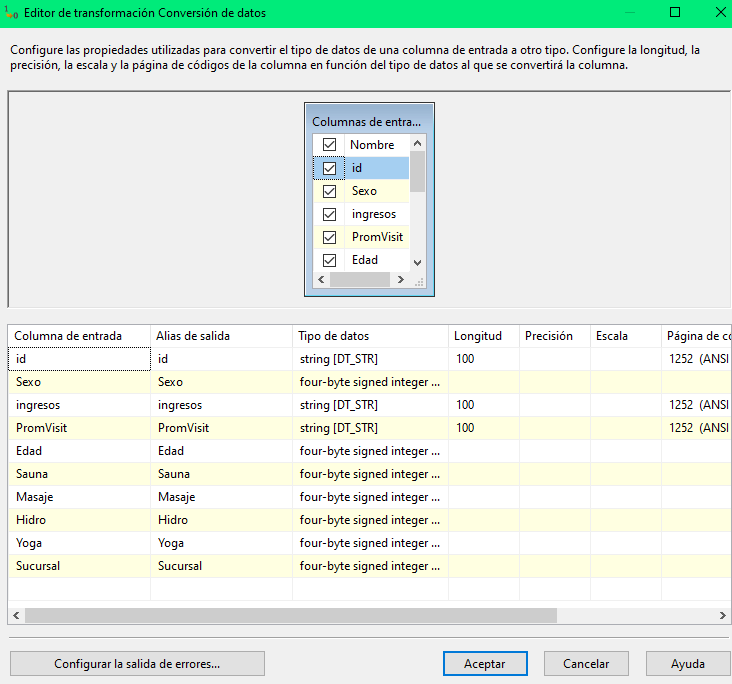 Editor de transformación Conversión de datos
Configure las propiedades utilizadas para convertir el tipo de datos de una columna de entrada a otro tipo. Configure la longitud, la
precisión, la escala y la página de códigos de la columna en función del tipo de datos al que se convertirá la columna.
Columnas de entra...
Nombre
id
Sexo
ingresos
PromVisit
Edad
Columna de entrada Alias de salida Tipo de datos Longitud Precisión Escala Página de co
id id string [DT_STR] 100 1252 (ANSI
Sexo Sexo four-byte signed integer ...
ingresos ingresos string [DT_STR] 100 1252 (ANSI
PromVisit PromVisit string [DT_STR] 100 1252 (ANSI
Edad Edad four-byte signed integer ...
Sauna Sauna four-byte signed integer ...
Masaje Masaje four-byte signed integer ...
Hidro Hidro four-byte signed integer ...
Yoga Yoga four-byte signed integer ...
Sucursal Sucursal four-byte signed integer ...
Configurar la salida de errores... Aceptar Cancelar Ayuda